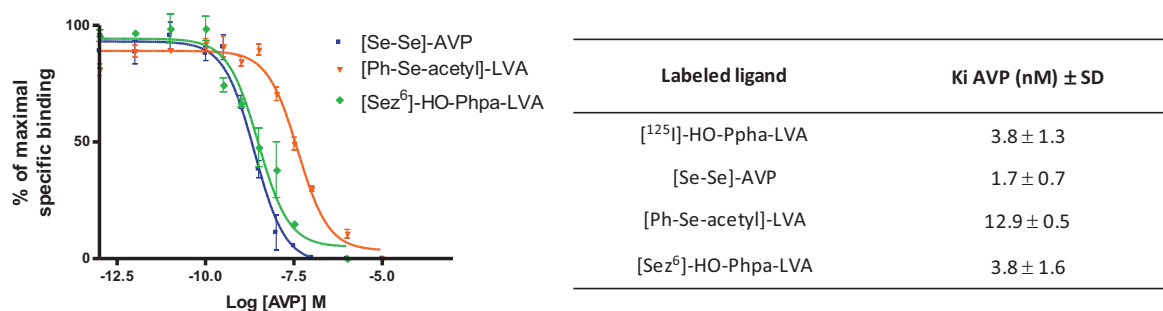 100
50
0
% of maximal
specific binding
-12.5 -10.0 -7.5 -5.0
Log [AVP] M
[Se-Se]-AVP
[Ph-Se-acetyl]-LVA
[Sez⁶]-HO-Phpa-LVA
Labeled ligand Ki AVP (nM) ± SD
[¹²⁵I]-HO-Ppha-LVA 3.8 ± 1.3
[Se-Se]-AVP 1.7 ± 0.7
[Ph-Se-acetyl]-LVA 12.9 ± 0.5
[Sez⁶]-HO-Phpa-LVA 3.8 ± 1.6